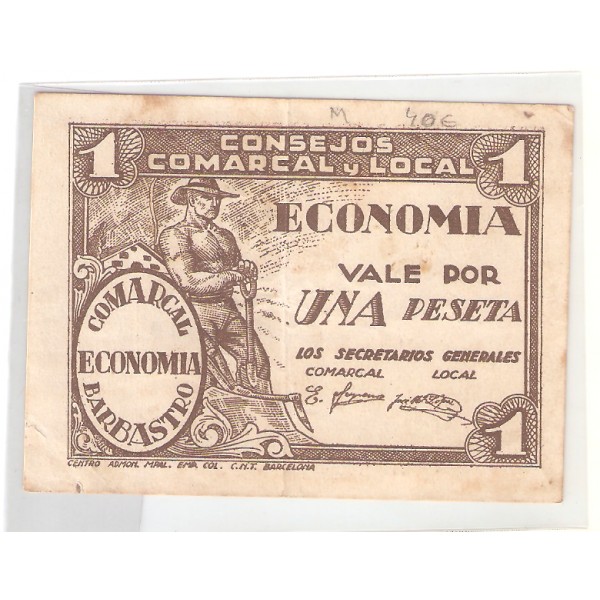 M 40€
1 CONSEJOS 1
COMARCAL y LOCAL
ECONOMIA
VALE POR
UNA PESETA
LOS SECRETARIOS GENERALES
COMARCAL LOCAL
COMARCAL
ECONOMIA
BARBASTRO
1
CENTRO ADMON. MPAL. EMP. COL. C.N.T. BARCELONA